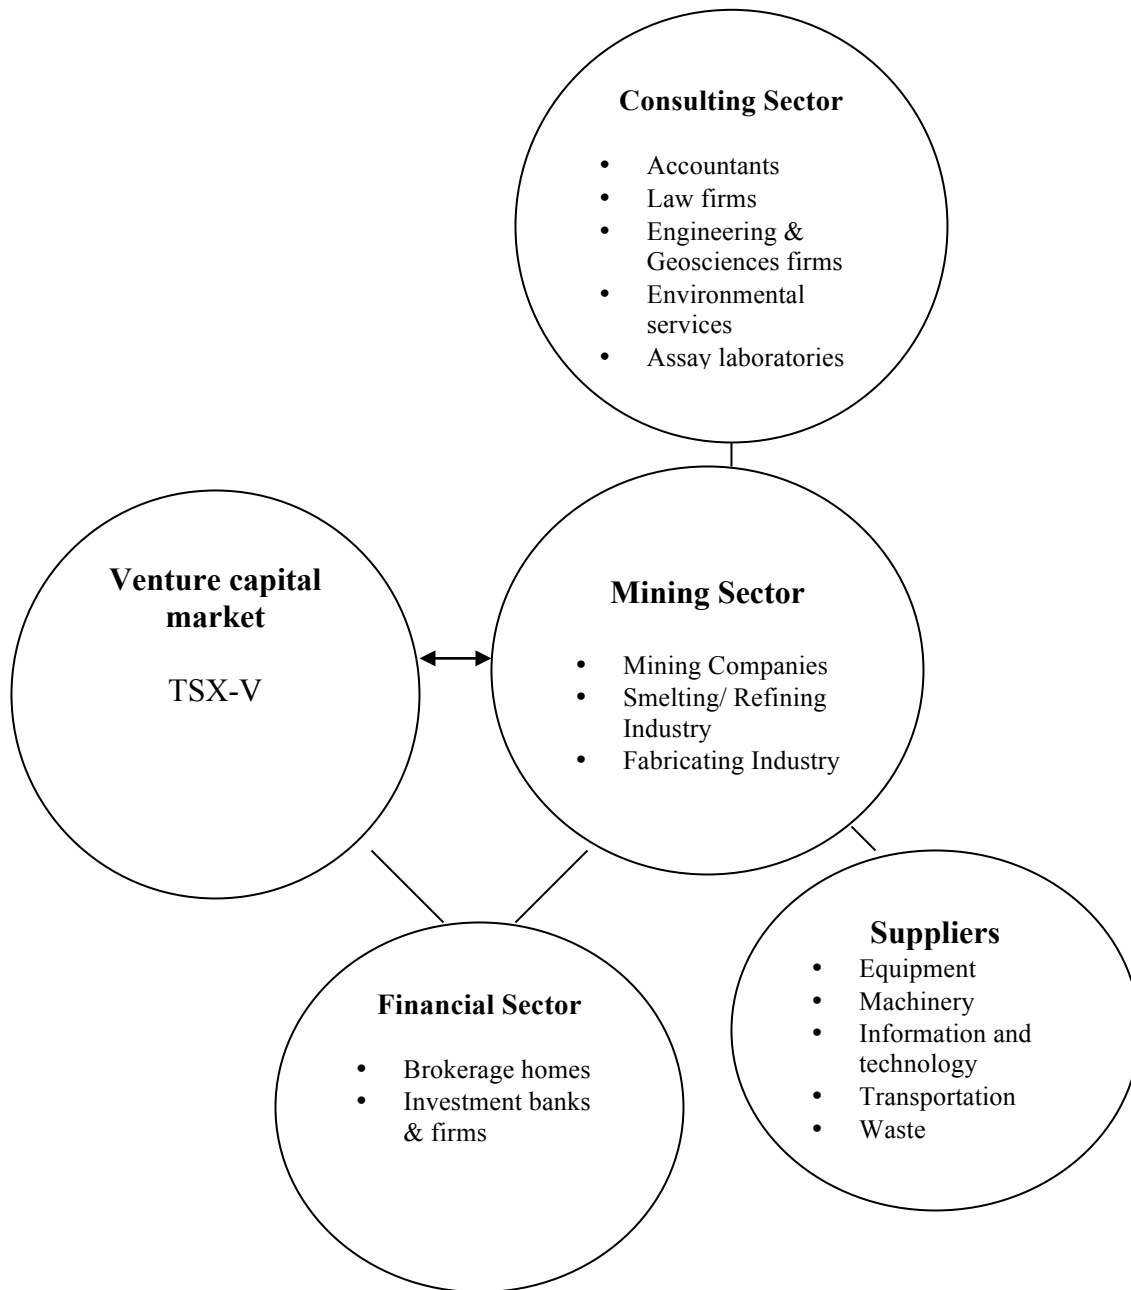 Consulting Sector
• Accountants
• Law firms
• Engineering &
Geosciences firms
• Environmental
services
• Assay laboratories
Venture capital
market
TSX-V
Mining Sector
• Mining Companies
• Smelting/ Refining
Industry
• Fabricating Industry
Financial Sector
• Brokerage homes
• Investment banks
& firms
Suppliers
• Equipment
• Machinery
• Information and
technology
• Transportation
• Waste